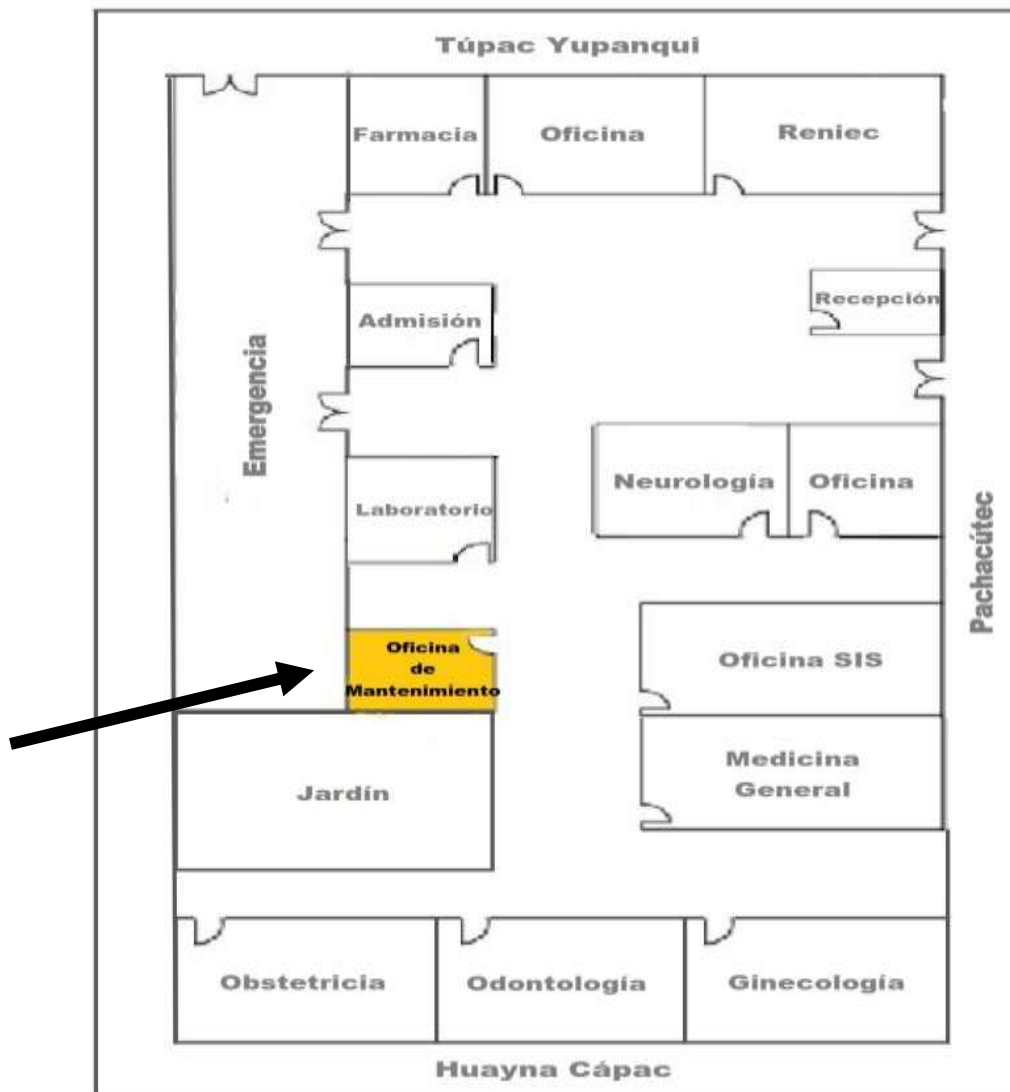 Túpac Yupanqui
Farmacia
Oficina
Reniec
Recepción
Admisión
Emergencia
Neurología
Oficina
Laboratorio
Pachacútec
Oficina
de
Mantenimiento
Oficina SIS
Medicina
General
Jardín
Obstetricia
Odontología
Ginecología
Huayna Cápac